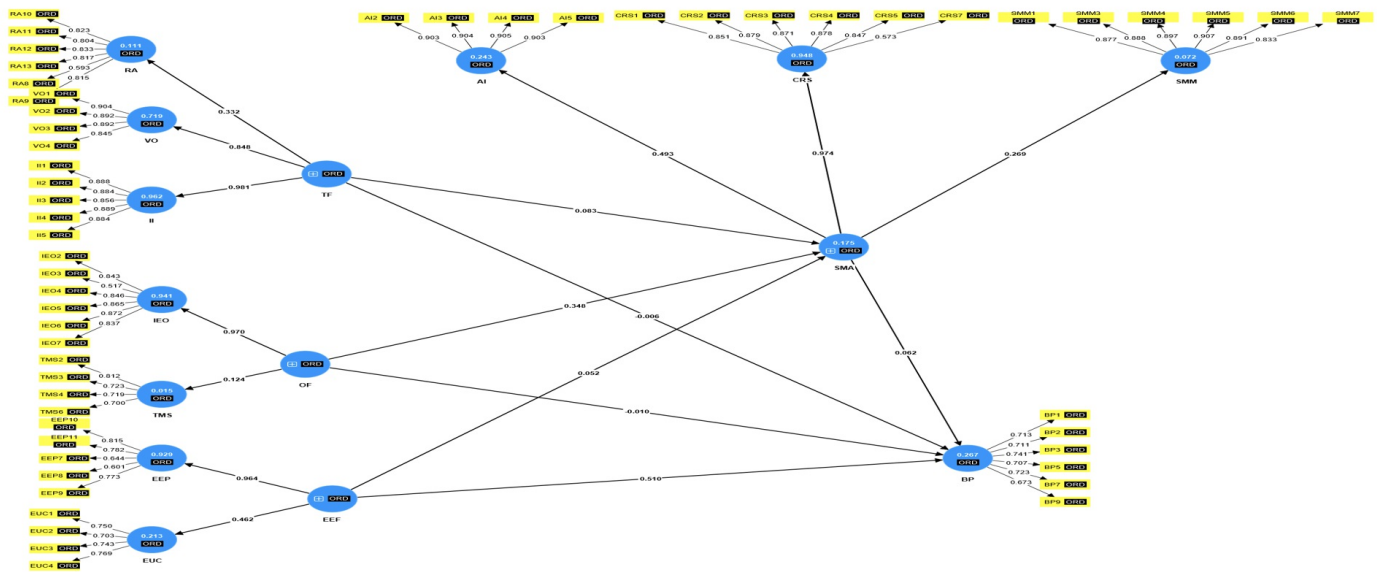 RA10 ORD
RA11 ORD
RA12 ORD
RA13 ORD
RA8 ORD
RA9 ORD
0.823
0.804
0.833
0.817
0.593
0.815
0.111
ORD
RA
VO1 ORD
VO2 ORD
VO3 ORD
VO4 ORD
0.904
0.892
0.892
0.845
0.719
ORD
VO
II1 ORD
II2 ORD
II3 ORD
II4 ORD
II5 ORD
0.888
0.884
0.856
0.889
0.884
0.962
ORD
II
IEO2 ORD
IEO3 ORD
IEO4 ORD
IEO5 ORD
IEO6 ORD
IEO7 ORD
0.843
0.517
0.846
0.865
0.872
0.837
0.941
ORD
IEO
TMS2 ORD
TMS3 ORD
TMS4 ORD
TMS6 ORD
0.812
0.723
0.719
0.700
0.015
ORD
TMS
EEP10
ORD
EEP11
ORD
EEP7 ORD
EEP8 ORD
EEP9 ORD
0.815
0.782
0.644
0.601
0.773
0.929
ORD
EEP
EUC1 ORD
EUC2 ORD
EUC3 ORD
EUC4 ORD
0.750
0.703
0.743
0.769
0.213
ORD
EUC
0.332
0.848
0.981
ORD
TF
0.970
0.124
ORD
OF
0.964
0.462
ORD
EEF
AI2 ORD
AI3 ORD
AI4 ORD
AI5 ORD
0.903
0.904
0.905
0.903
0.243
ORD
AI
CRS1 ORD
CRS2 ORD
CRS3 ORD
CRS4 ORD
CRS5 ORD
CRS7 ORD
0.851
0.879
0.871
0.878
0.847
0.573
0.948
ORD
CRS
SMM1
ORD
SMM3
ORD
SMM4
ORD
SMM5
ORD
SMM6
ORD
SMM7
ORD
0.877
0.888
0.897
0.907
0.891
0.833
0.072
ORD
SMM
0.493
0.974
0.269
0.083
0.348
-0.006
0.052
-0.010
0.510
0.062
0.175
ORD
SMA
BP1 ORD
BP2 ORD
BP3 ORD
BP5 ORD
BP7 ORD
BP9 ORD
0.713
0.711
0.741
0.707
0.723
0.673
0.267
ORD
BP